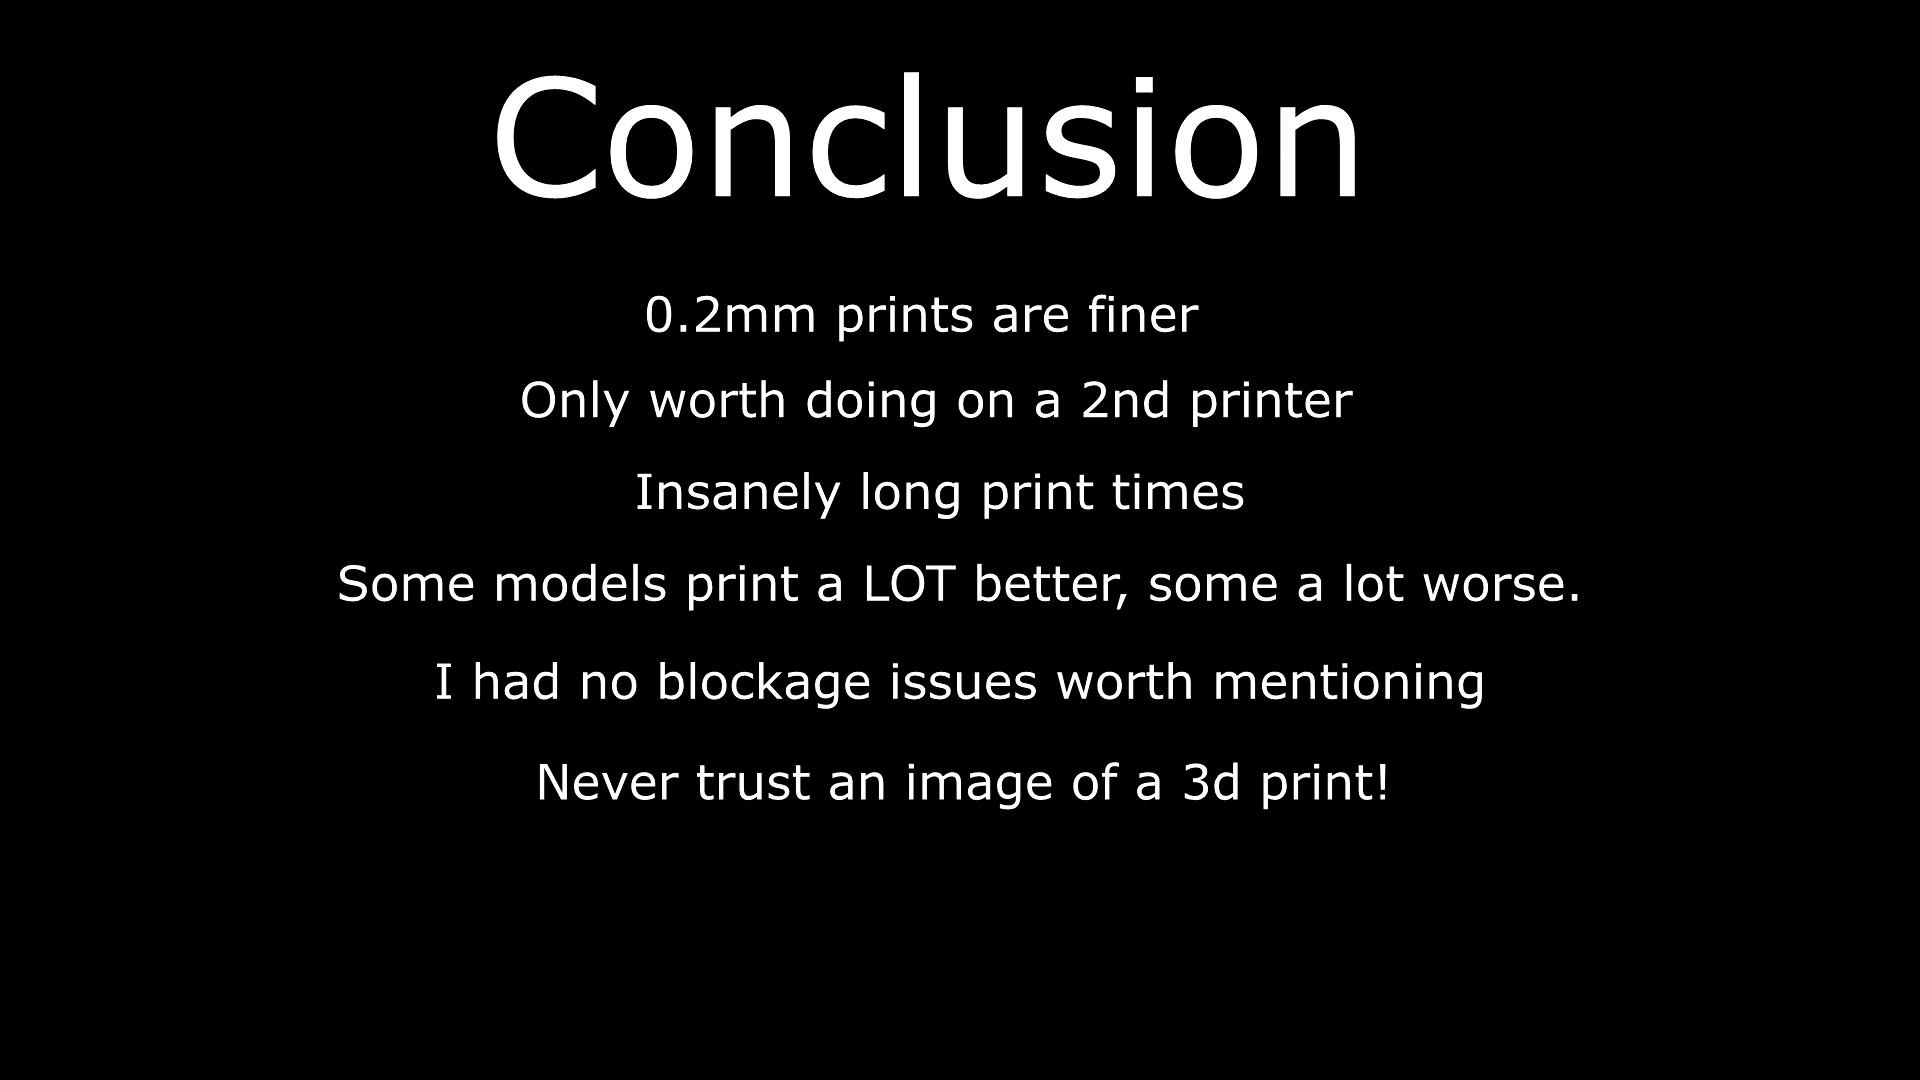 Conclusion
0.2mm prints are finer
Only worth doing on a 2nd printer
Insanely long print times
Some models print a LOT better, some a lot worse.
I had no blockage issues worth mentioning
Never trust an image of a 3d print!